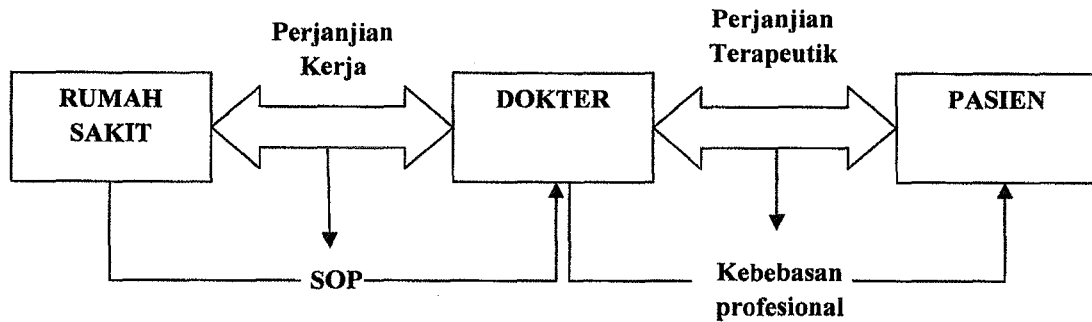 Perjanjian
Kerja
Perjanjian
Terapeutik
RUMAH
SAKIT
DOKTER
PASIEN
SOP
Kebebasan
profesional